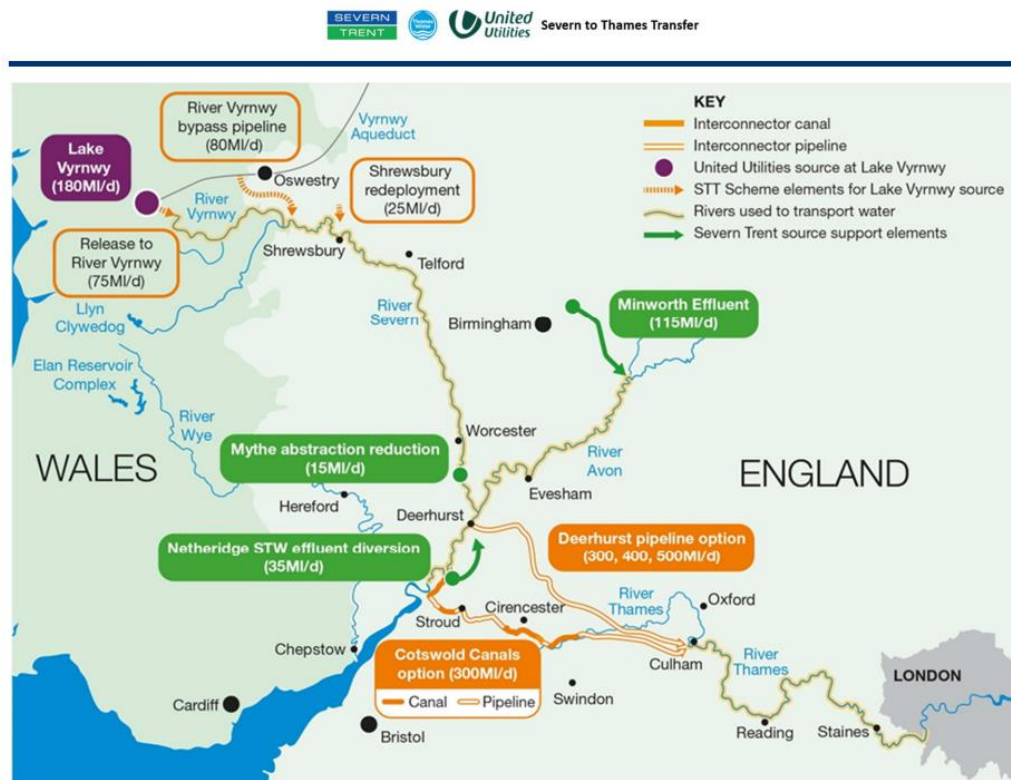 SEVERN
TRENT
Thames
Water
United
Utilities
Severn to Thames Transfer
River Vyrnwy
bypass pipeline
(80Ml/d)
Vyrnwy
Aqueduct
Lake
Vyrnwy
(180Ml/d)
Oswestry
Shrewsbury
redeployment
(25Ml/d)
River
Vyrnwy
Release to
River Vyrnwy
(75Ml/d)
Shrewsbury
Telford
KEY
Interconnector canal
Interconnector pipeline
United Utilities source at Lake Vyrnwy
STT Scheme elements for Lake Vyrnwy source
Rivers used to transport water
Severn Trent source support elements
Llyn
Clywedog
River
Severn
Birmingham
Minworth Effluent
(115Ml/d)
Elan Reservoir
Complex
River
Wye
WALES
Mythe abstraction reduction
(15Ml/d)
Worcester
River
Avon
ENGLAND
Hereford
Evesham
Deerhurst
Netheridge STW effluent diversion
(35Ml/d)
Deerhurst pipeline option
(300, 400, 500Ml/d)
Stroud
Cirencester
River
Thames
Oxford
Chepstow
Cotswold Canals
option (300Ml/d)
Canal
Pipeline
Culham
River
Thames
LONDON
Swindon
Cardiff
Bristol
Reading
Staines